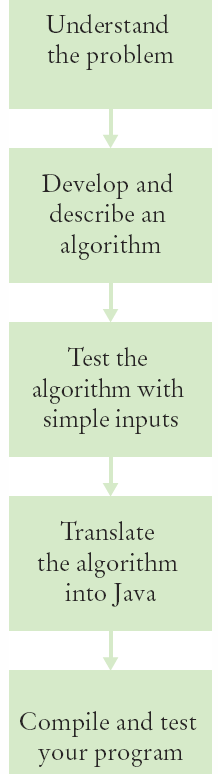 Understand
the problem
Develop and
describe an
algorithm
Test the
algorithm with
simple inputs
Translate
the algorithm
into Java
Compile and test
your program